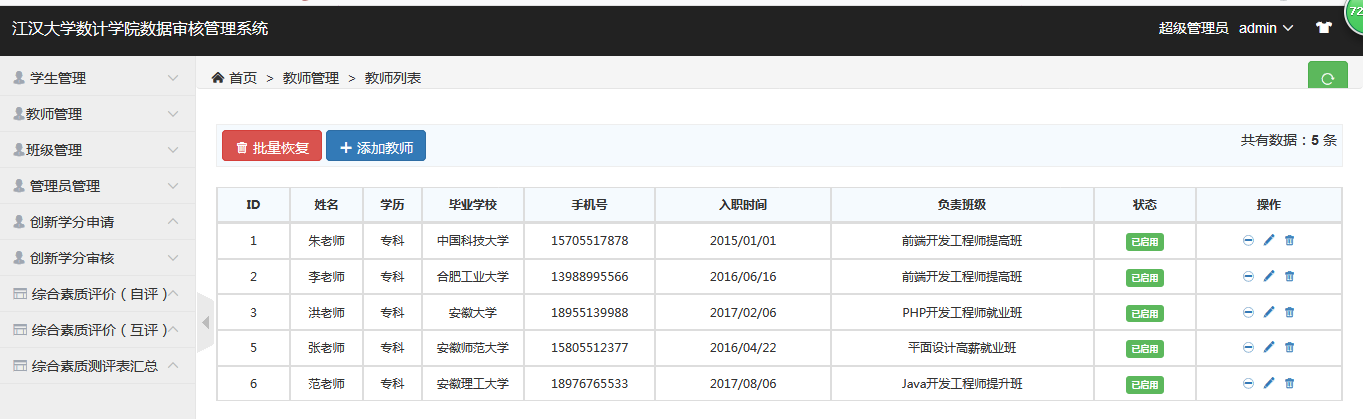 江汉大学数计学院数据审核管理系统
超级管理员 admin
72
学生管理
教师管理
班级管理
管理员管理
创新学分申请
创新学分审核
综合素质评价（自评）
综合素质评价（互评）
综合素质测评表汇总
首页 > 教师管理 > 教师列表
批量恢复 添加教师 共有数据：5 条
ID 姓名 学历 毕业学校 手机号 入职时间 负责班级 状态 操作
1 朱老师 专科 中国科技大学 15705517878 2015/01/01 前端开发工程师提高班 已启用
2 李老师 专科 合肥工业大学 13988995566 2016/06/16 前端开发工程师提高班 已启用
3 洪老师 专科 安徽大学 18955139988 2017/02/06 PHP开发工程师就业班 已启用
5 张老师 专科 安徽师范大学 15805512377 2016/04/22 平面设计高薪就业班 已启用
6 范老师 专科 安徽理工大学 18976765533 2017/08/06 Java开发工程师提升班 已启用